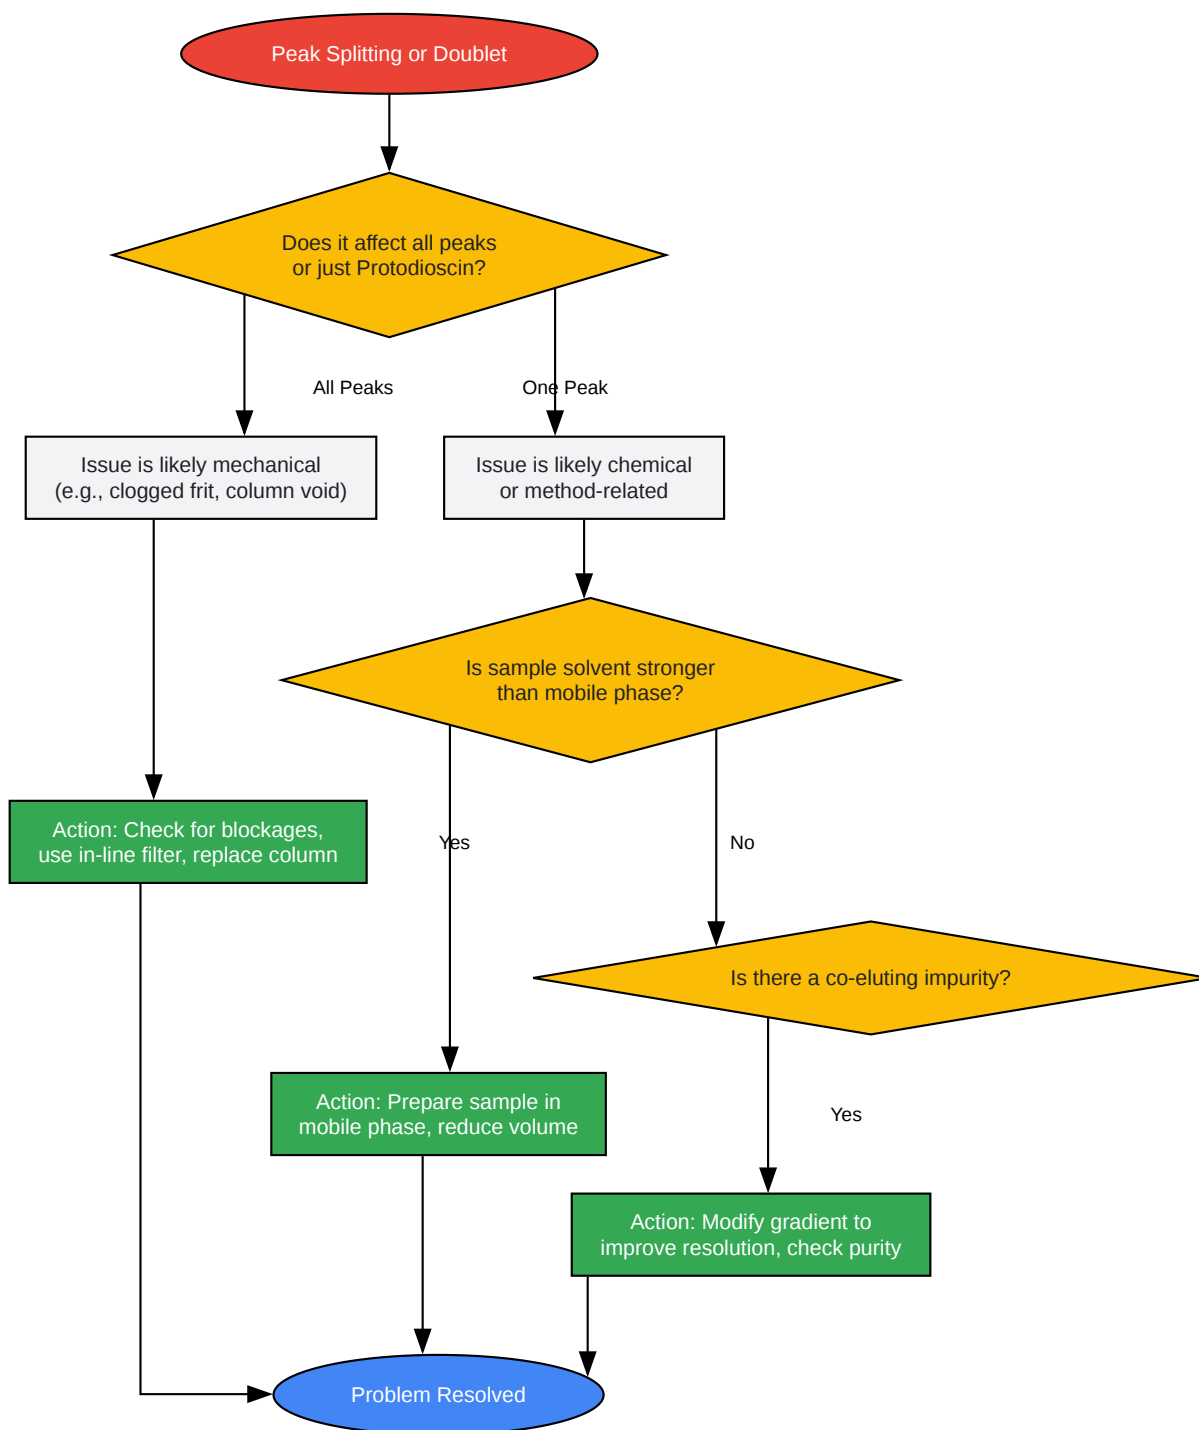 Peak Splitting or Doublet
Does it affect all peaks
or just Protodioscin?
All Peaks
One Peak
Issue is likely mechanical
(e.g., clogged frit, column void)
Issue is likely chemical
or method-related
Is sample solvent stronger
than mobile phase?
Action: Check for blockages,
use in-line filter, replace column
Yes
No
Is there a co-eluting impurity?
Action: Prepare sample in
mobile phase, reduce volume
Yes
Action: Modify gradient to
improve resolution, check purity
Problem Resolved